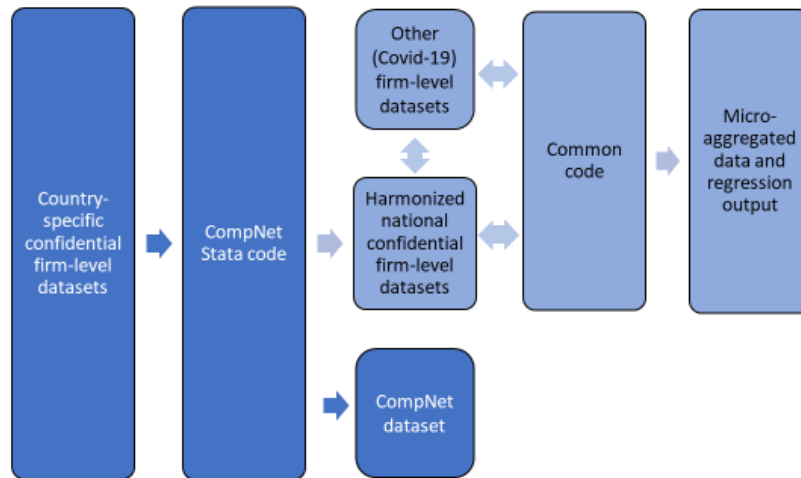 Country-
specific
confidential
firm-level
datasets
CompNet
Stata code
Other
(Covid-19)
firm-level
datasets
Harmonized
national
confidential
firm-level
datasets
CompNet
dataset
Common
code
Micro-
aggregated
data and
regression
output